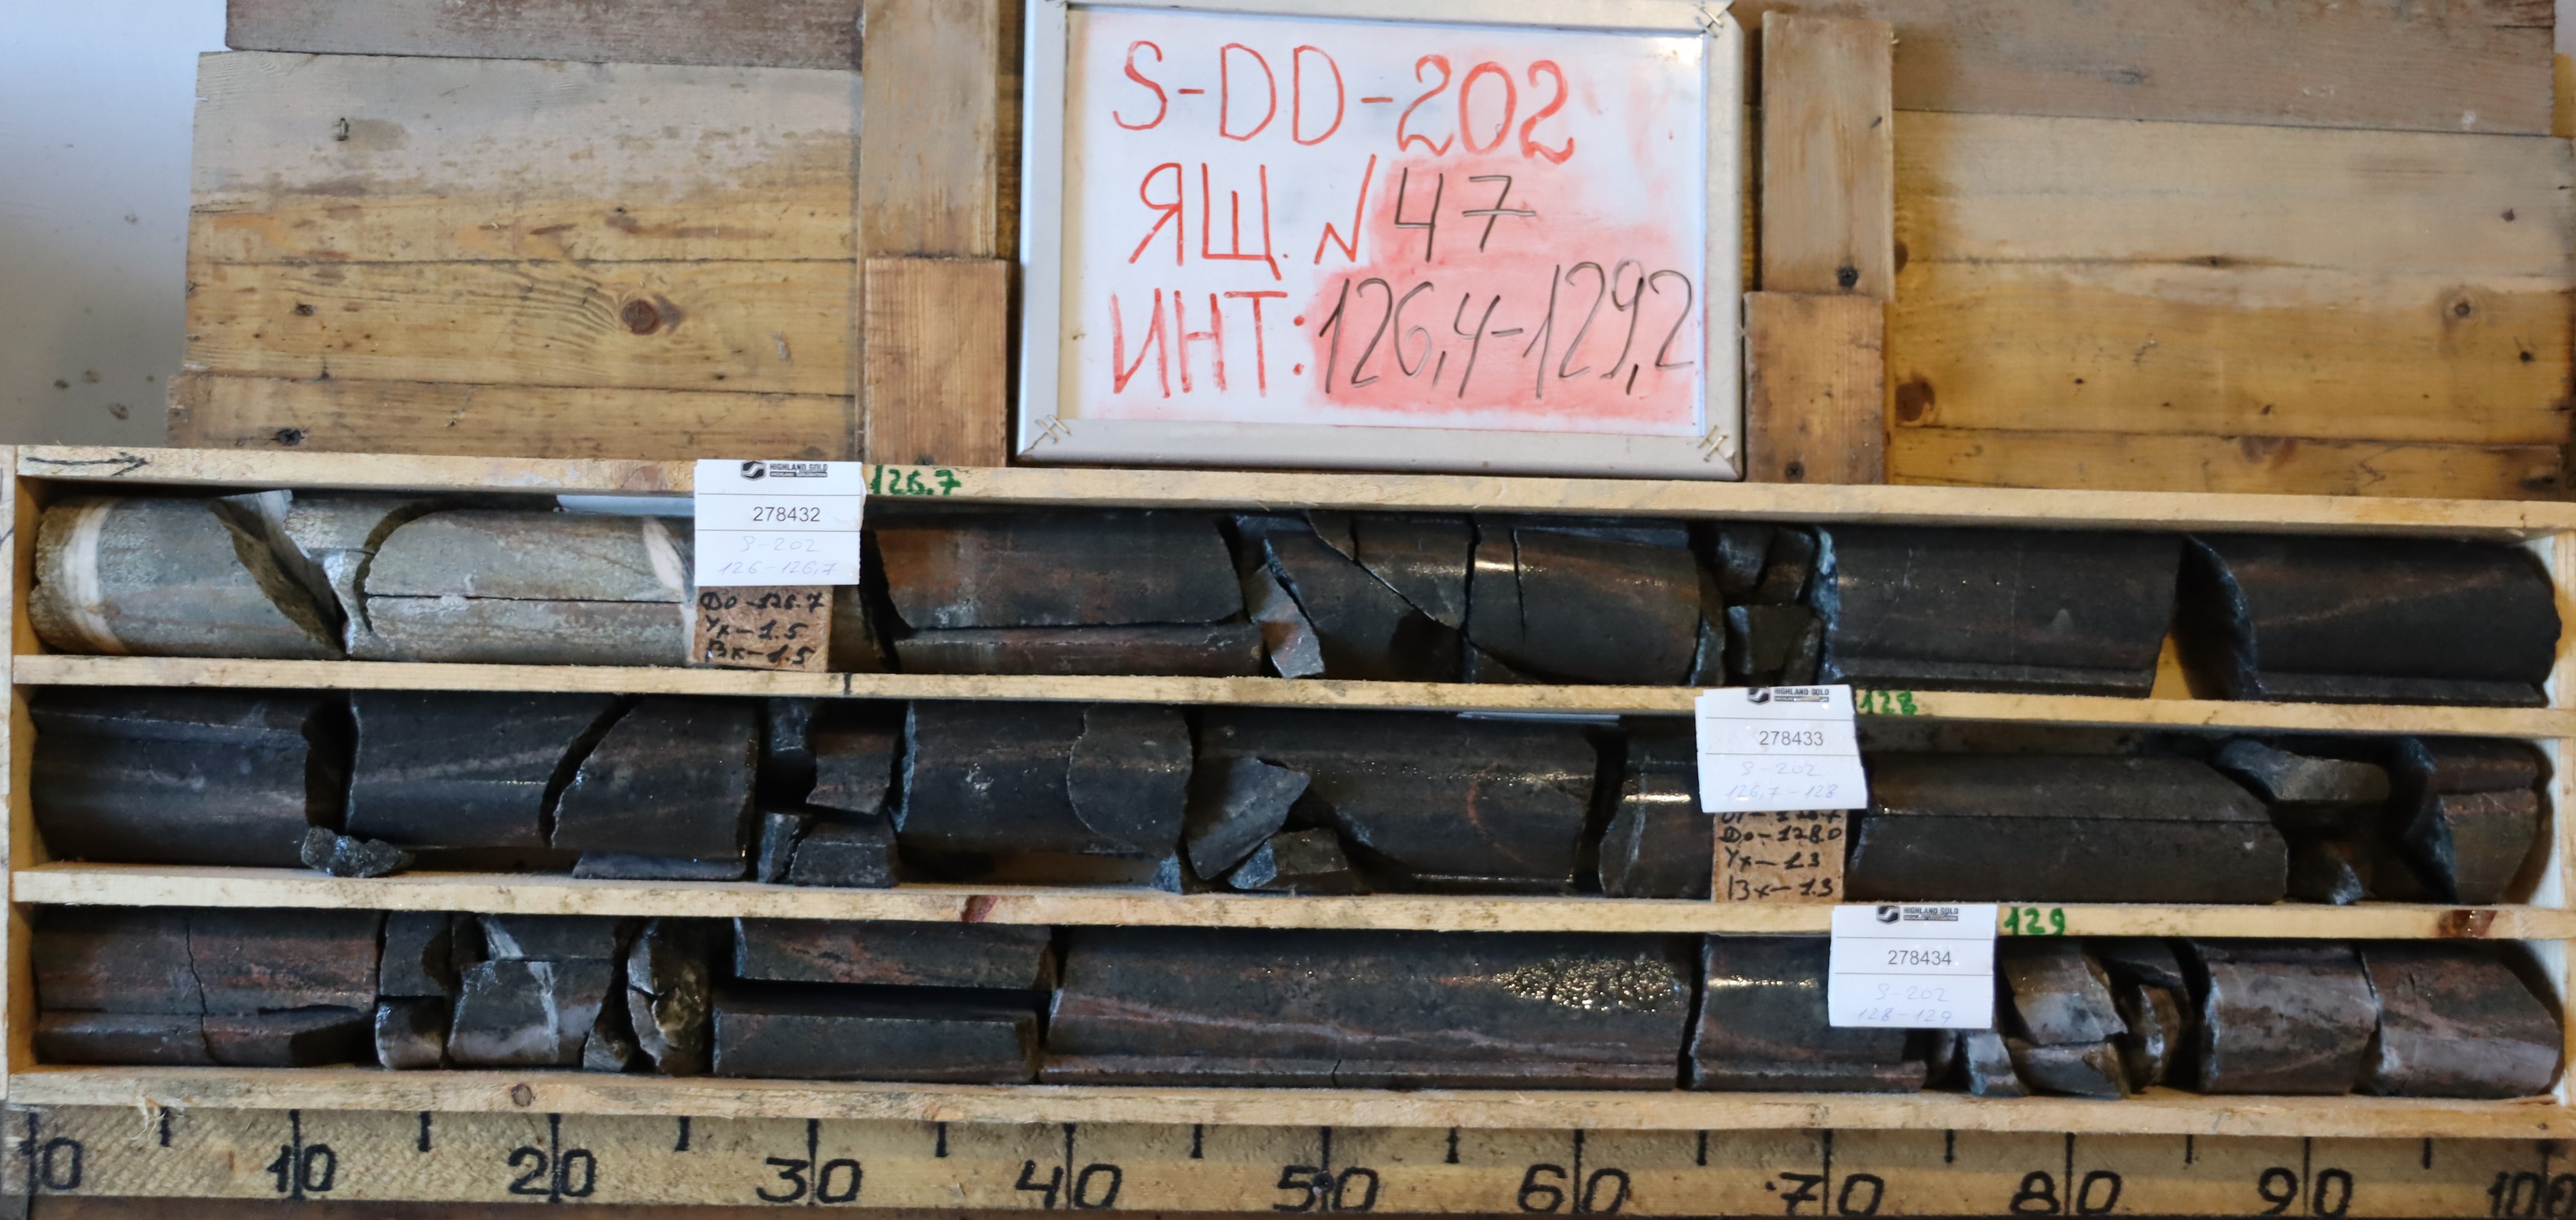 S-DD-202
ЯЩ. N 47
ИНТ: 126,4-129,2
HIGHLAND GOLD
278432
S-202
126-126,7
126.7
До-126.7
Ух-1.5
Вх-1.5
HIGHLAND GOLD
278433
S-202
126,7-128
128
До-128.0
Ух-1.3
Вх-1.3
HIGHLAND GOLD
278434
S-202
128-129
129
0 10 20 30 40 50 60 70 80 90 100